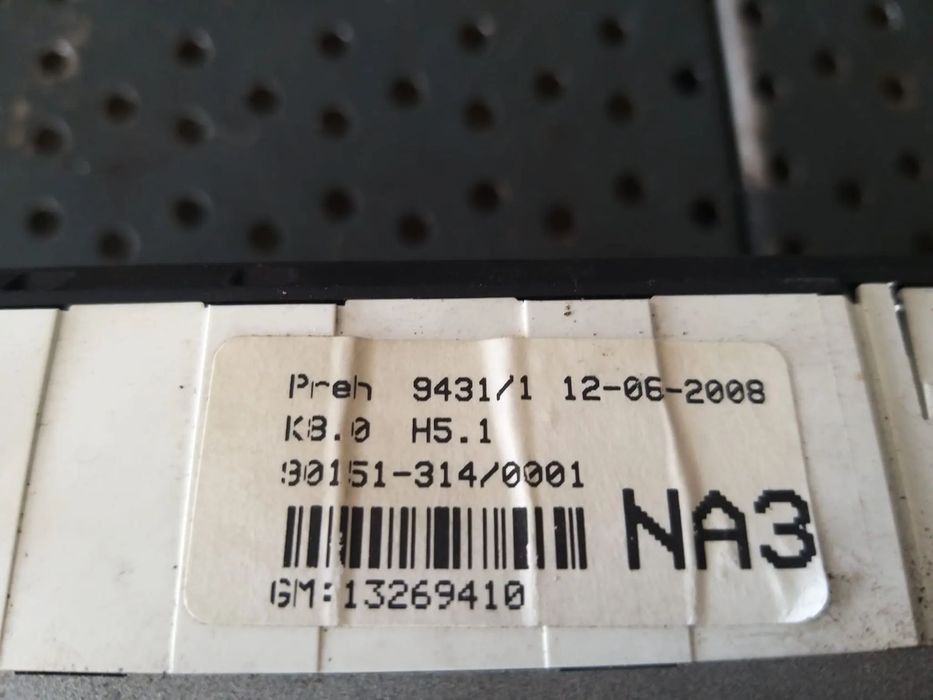 Preh 9431/1 12-06-2008
K8.0 H5.1
90151-314/0001
NA3
GM:13269410